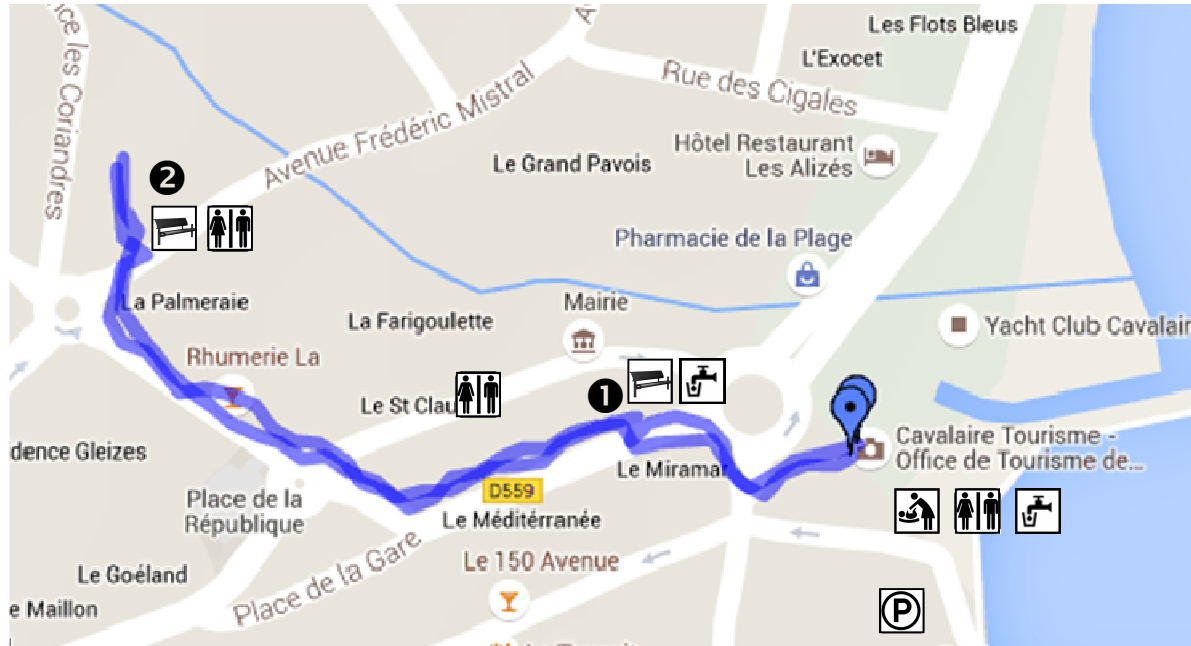 Les Flots Bleus
L'Exocet
Rue des Cigales
nce les Coriandres
Avenue Frédéric Mistral
Hôtel Restaurant
Les Alizés
Le Grand Pavois
2
Pharmacie de la Plage
La Palmeraie
Mairie
La Farigoulette
Yacht Club Cavalair
Rhumerie La
1
Le St Clau
Cavalaire Tourisme -
Office de Tourisme de...
dence Gleizes
Le Miramar
D559
Place de la
République
Le Méditérranée
Place de la Gare
Le 150 Avenue
Le Goéland
e Maillon
P